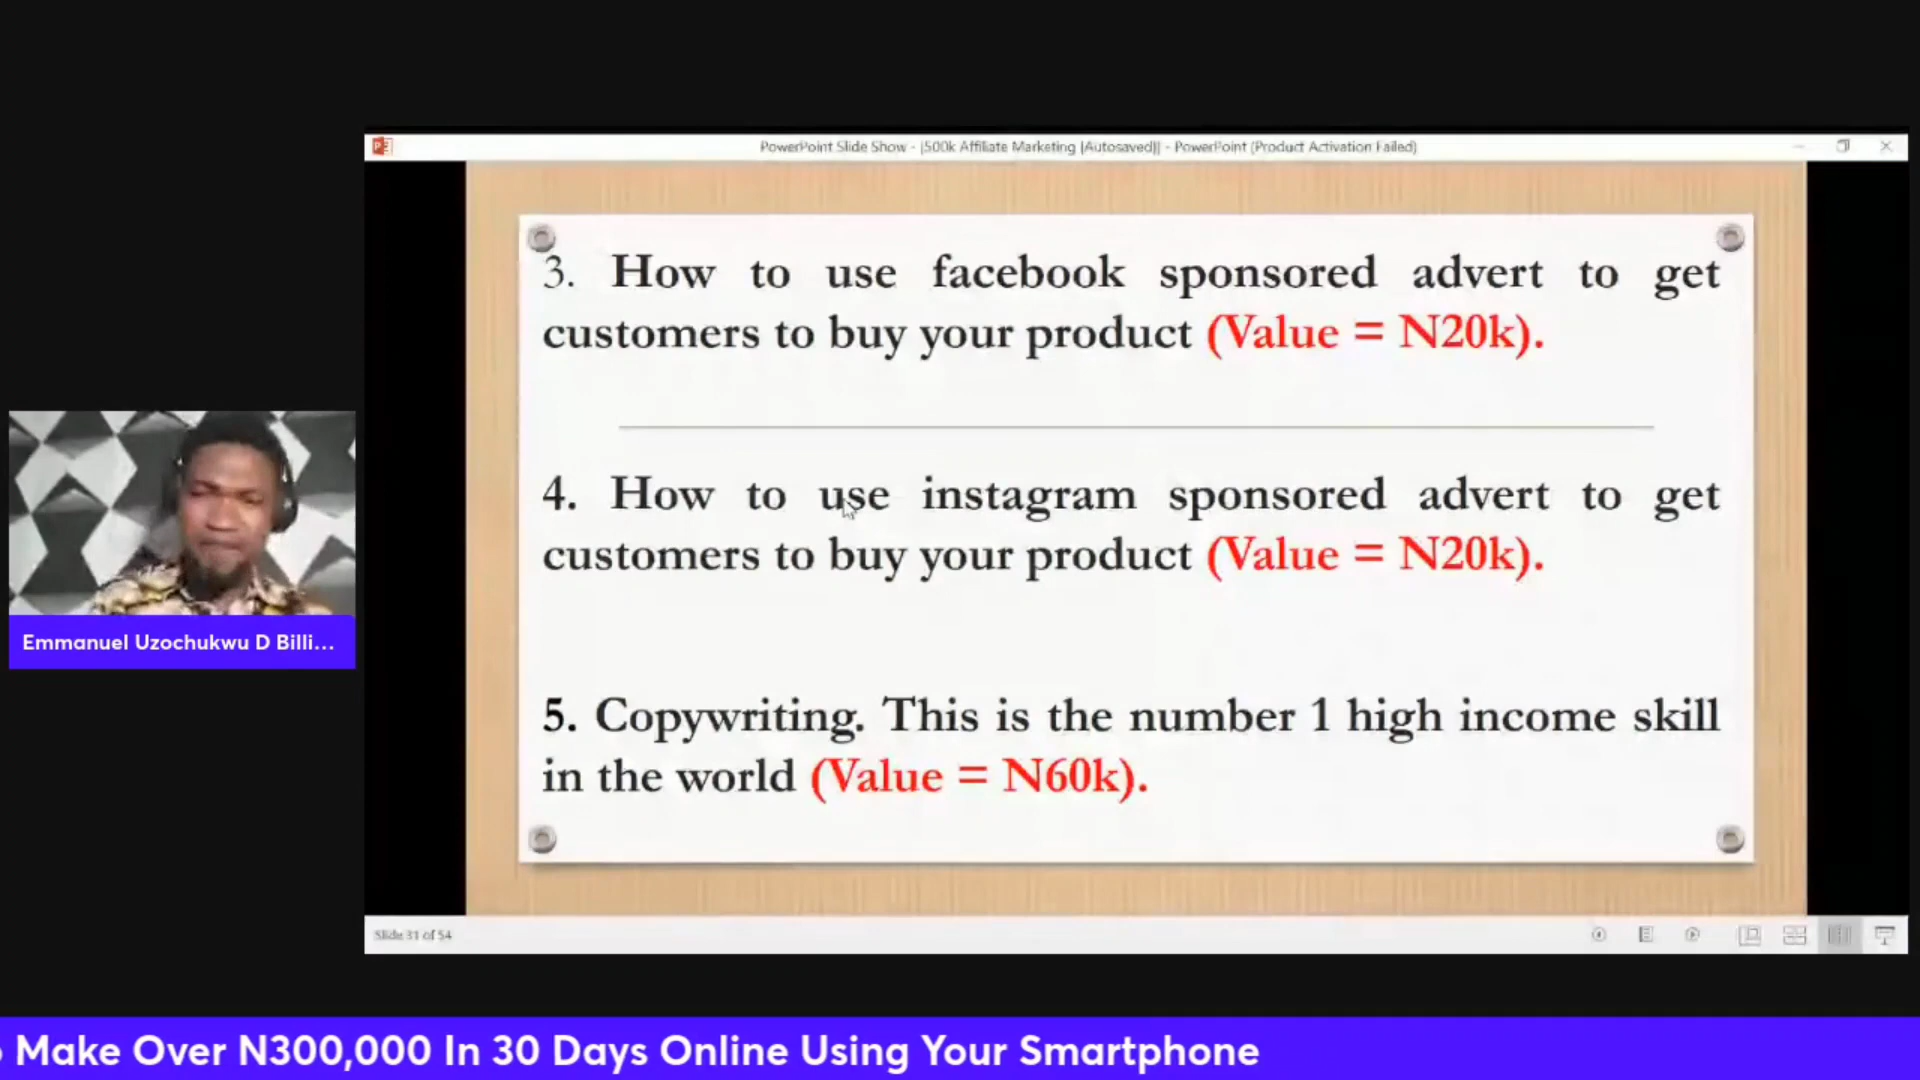 PowerPoint Slide Show - [500k Affiliate Marketing [Autosaved]] - PowerPoint (Product Activation Failed)
3. How to use facebook sponsored advert to get
customers to buy your product (Value = N20k).
4. How to use instagram sponsored advert to get
customers to buy your product (Value = N20k).
5. Copywriting. This is the number 1 high income skill
in the world (Value = N60k).
Emmanuel Uzochukwu D Billi...
Slide 31 of 54
Make Over N300,000 In 30 Days Online Using Your Smartphone